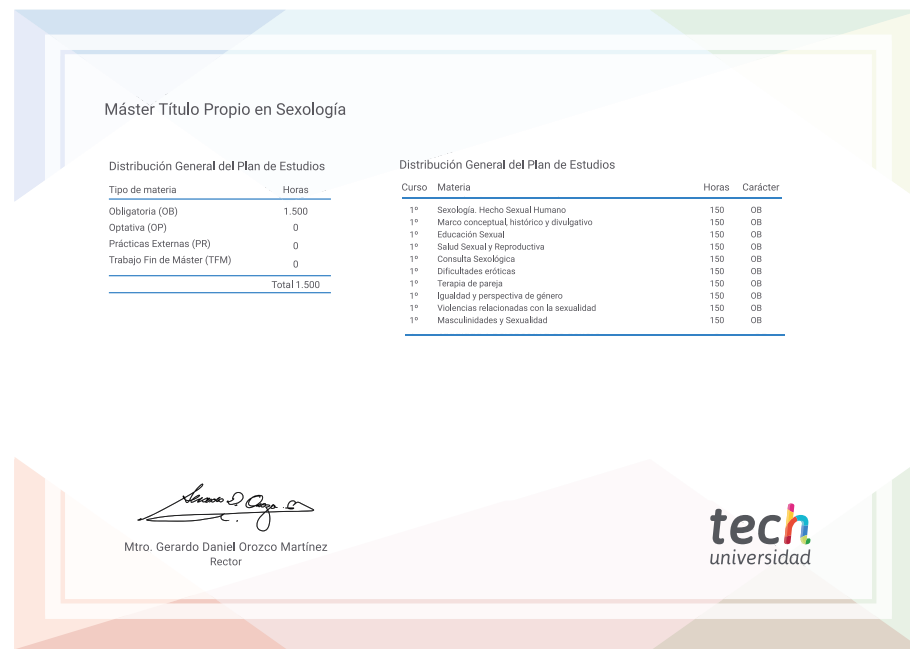 Máster Título Propio en Sexología
Distribución General del Plan de Estudios
Tipo de materia Horas
Obligatoria (OB) 1.500
Optativa (OP) 0
Prácticas Externas (PR) 0
Trabajo Fin de Máster (TFM) 0
Total 1.500
Distribución General del Plan de Estudios
Curso Materia Horas Carácter
1º Sexología. Hecho Sexual Humano 150 OB
1º Marco conceptual, histórico y divulgativo 150 OB
1º Educación Sexual 150 OB
1º Salud Sexual y Reproductiva 150 OB
1º Consulta Sexológica 150 OB
1º Dificultades eróticas 150 OB
1º Terapia de pareja 150 OB
1º Igualdad y perspectiva de género 150 OB
1º Violencias relacionadas con la sexualidad 150 OB
1º Masculinidades y Sexualidad 150 OB
Mtro. Gerardo Daniel Orozco Martínez
Rector
tech
universidad